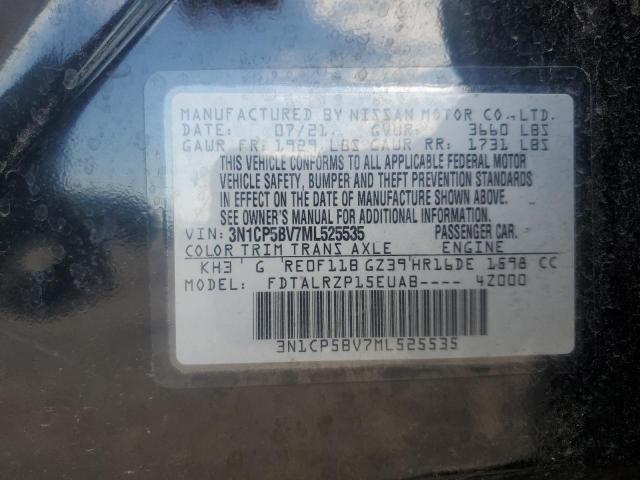 MANUFACTURED BY NISSAN MOTOR CO.,LTD.
DATE: 07/21 GVWR: 3660 LBS
GAWR FR: 1929 LBS GAWR RR: 1731 LBS
THIS VEHICLE CONFORMS TO ALL APPLICABLE FEDERAL MOTOR
VEHICLE SAFETY, BUMPER AND THEFT PREVENTION STANDARDS
IN EFFECT ON THE DATE OF MANUFACTURE SHOWN ABOVE.
SEE OWNER'S MANUAL FOR ADDITIONAL INFORMATION.
VIN: 3N1CP5BV7ML525535 PASSENGER CAR.
COLOR TRIM TRANS AXLE ENGINE
KH3 G RE0F11B GZ39 HR16DE 1598 CC
MODEL: FDTALRZP15EUAB---- 4Z000
3N1CP5BV7ML525535